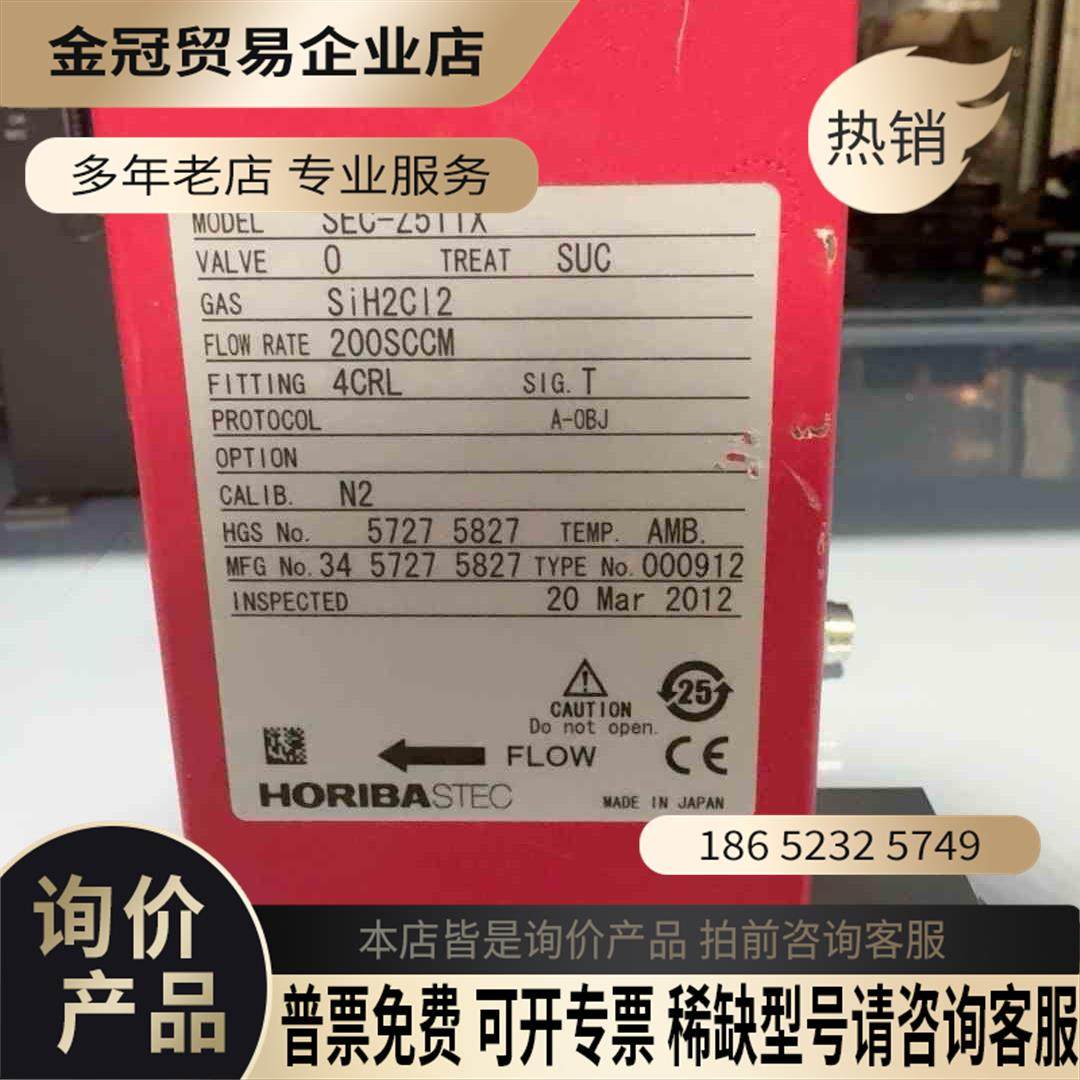 金冠贸易企业店
热销
多年老店 专业服务
MODEL SEC-Z511X
VALVE O TREAT SUC
GAS SiH2Cl2
FLOW RATE 200SCCM
FITTING 4CRL SIG. T
PROTOCOL A-OBJ
OPTION
CALIB. N2
HGS No. 5727 5827 TEMP. AMB.
MFG No. 34 5727 5827 TYPE No. 000912
INSPECTED 20 Mar 2012
25
CAUTION
Do not open.
FLOW CE
HORIBASTEC MADE IN JAPAN
186 5232 5749
询价
产品
本店皆是询价产品 拍前咨询客服
普票免费 可开专票 稀缺型号请咨询客服